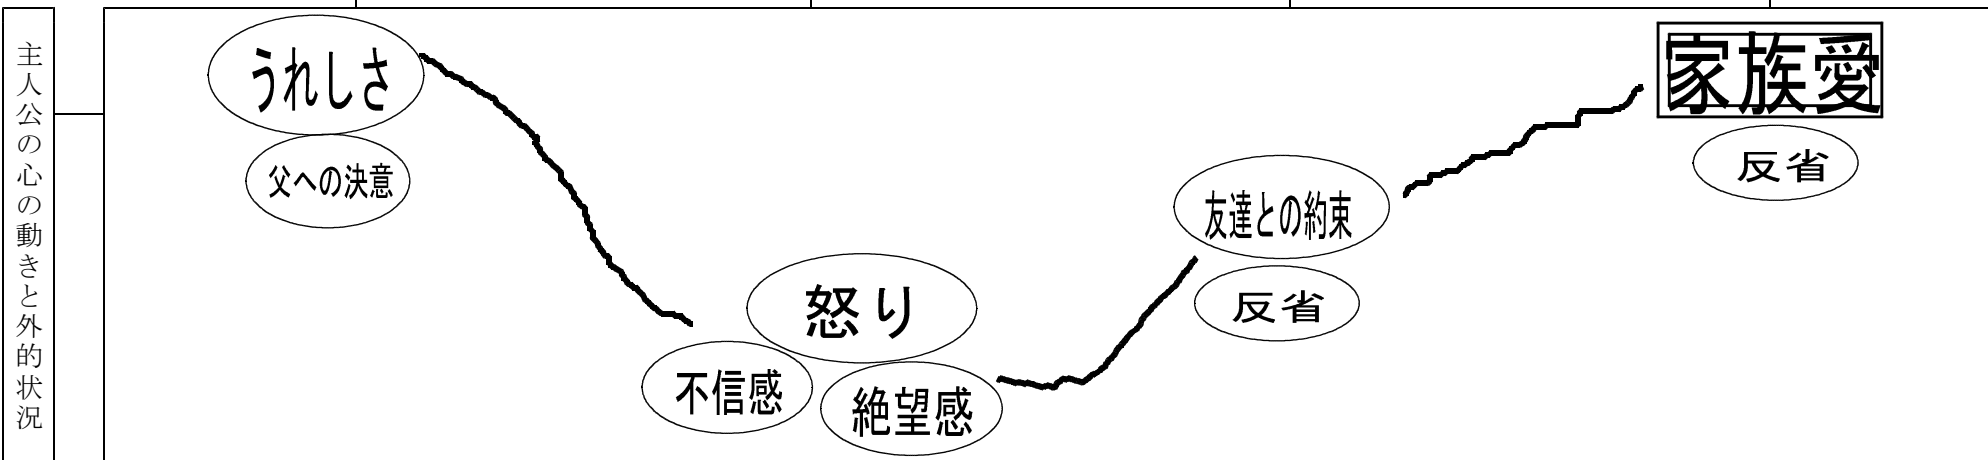 主人公の心の動きと外的状況
うれしさ
父への決意
怒り
不信感
絶望感
友達との約束
反省
家族愛
反省